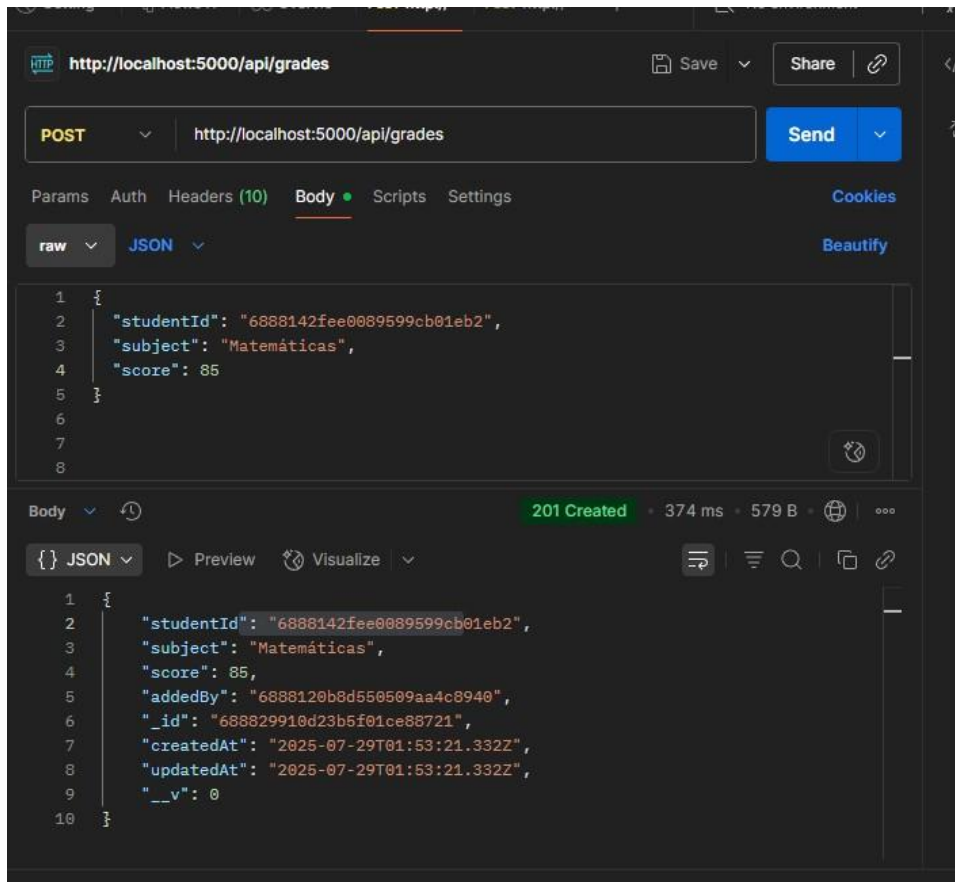 HTTP http://localhost:5000/api/grades Save Share
POST http://localhost:5000/api/grades Send
Params Auth Headers (10) Body Scripts Settings Cookies
raw JSON Beautify
1 {
2 "studentId": "6888142fee0089599cb01eb2",
3 "subject": "Matemáticas",
4 "score": 85
5 }
6
7
8
Body 201 Created 374 ms 579 B
{} JSON Preview Visualize
1 {
2 "studentId": "6888142fee0089599cb01eb2",
3 "subject": "Matemáticas",
4 "score": 85,
5 "addedBy": "6888120b8d550509aa4c8940",
6 "_id": "688829910d23b5f01ce88721",
7 "createdAt": "2025-07-29T01:53:21.332Z",
8 "updatedAt": "2025-07-29T01:53:21.332Z",
9 "__v": 0
10 }